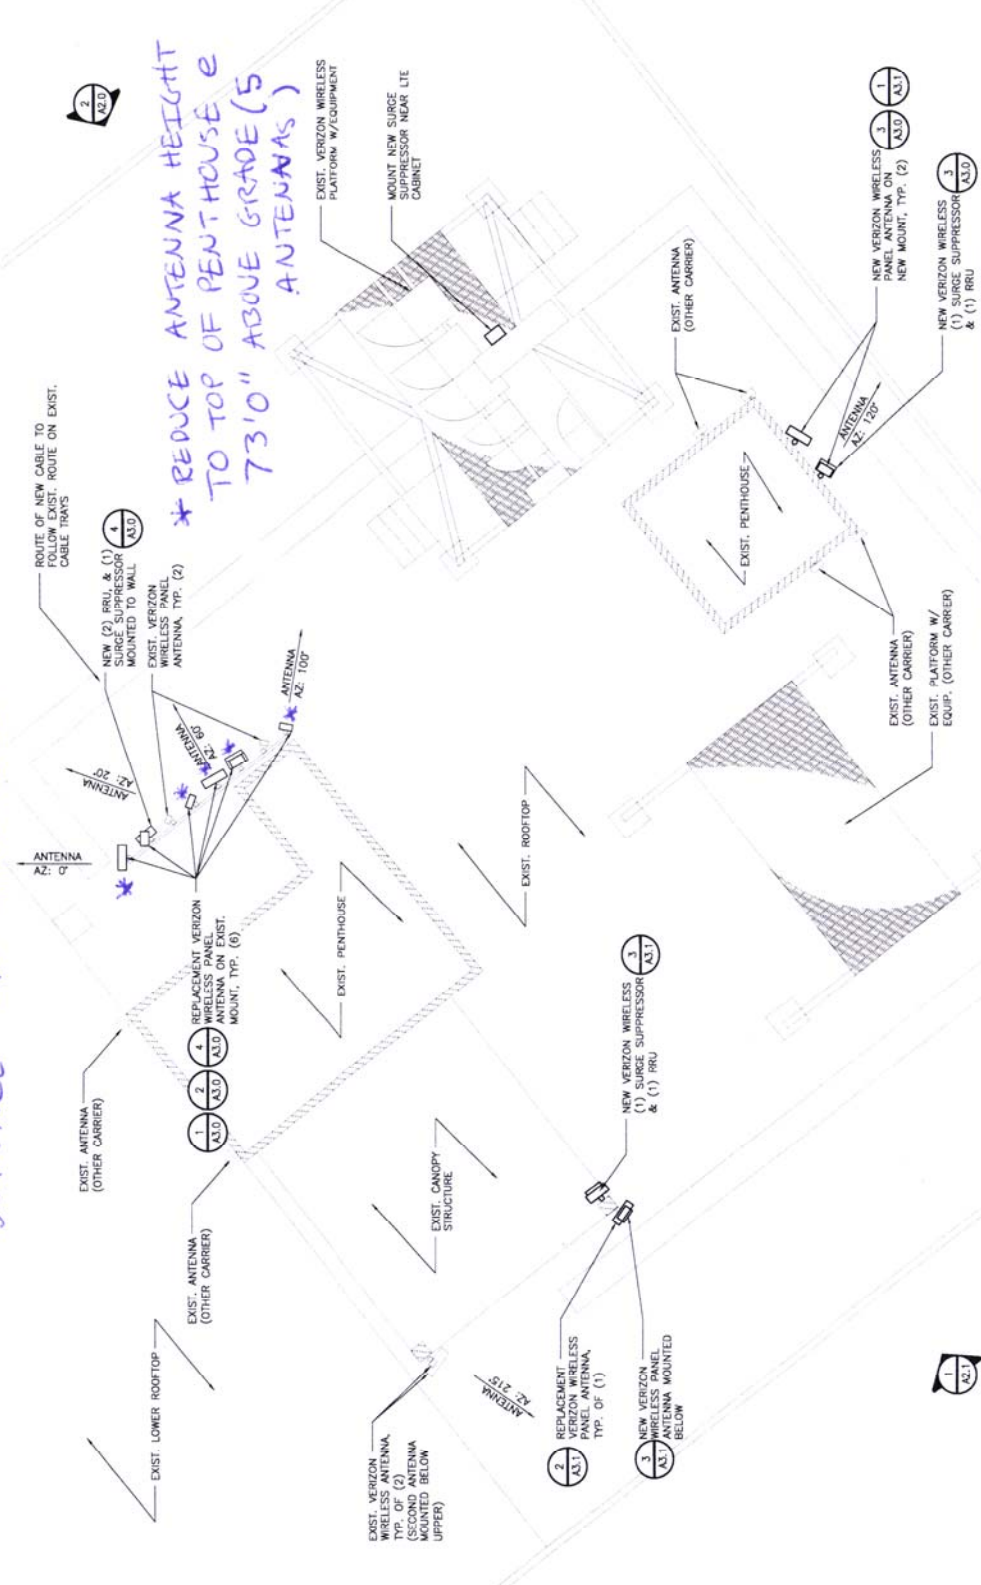 2
A2.0
* REDUCE ANTENNA HEIGHT
TO TOP OF PENTHOUSE e
73'0" ABOVE GRADE (5
ANTENNAS)
ROUTE OF NEW CABLE TO
FOLLOW EXIST. ROUTE ON EXIST.
CABLE TRAYS
NEW (2) RRU, & (1)
SURGE SUPPRESSOR
MOUNTED TO WALL
4
A3.0
EXIST. VERIZON
WIRELESS PANEL
ANTENNA, TYP. (2)
EXIST. VERIZON WIRELESS
PLATFORM W/EQUIPMENT
MOUNT NEW SURGE
SUPPRESSOR NEAR LTE
CABINET
ANTENNA
AZ: 0°
ANTENNA
AZ: 20°
* ANTENNA
AZ: 60°
*
*
*
ANTENNA
AZ: 100°
*
EXIST. ANTENNA
(OTHER CARRIER)
NEW VERIZON WIRELESS
PANEL ANTENNA ON
NEW MOUNT, TYP. (2)
3
A3.0
1
A3.1
NEW VERIZON WIRELESS
(1) SURGE SUPPRESSOR
& (1) RRU
3
A3.0
ANTENNA
AZ: 120°
EXIST. PENTHOUSE
EXIST. ANTENNA
(OTHER CARRIER)
EXIST. PLATFORM W/
EQUIP. (OTHER CARRIER)
EXIST. ROOFTOP
EXIST. PENTHOUSE
REPLACEMENT VERIZON
WIRELESS PANEL
ANTENNA ON EXIST.
MOUNT, TYP. (6)
1
A3.0
2
A3.0
4
A3.0
EXIST. ANTENNA
(OTHER CARRIER)
EXIST. ANTENNA
(OTHER CARRIER)
EXIST. CANOPY
STRUCTURE
NEW VERIZON WIRELESS
(1) SURGE SUPPRESSOR
& (1) RRU
3
A3.1
EXIST. LOWER ROOFTOP
EXIST. VERIZON
WIRELESS ANTENNA,
TYP. OF (2)
(SECOND ANTENNA
MOUNTED BELOW
UPPER)
ANTENNA
AZ: 215°
2
A3.1
REPLACEMENT
VERIZON WIRELESS
PANEL ANTENNA,
TYP. OF (1)
3
A3.1
NEW VERIZON
WIRELESS PANEL
ANTENNA MOUNTED
BELOW
1
A2.1